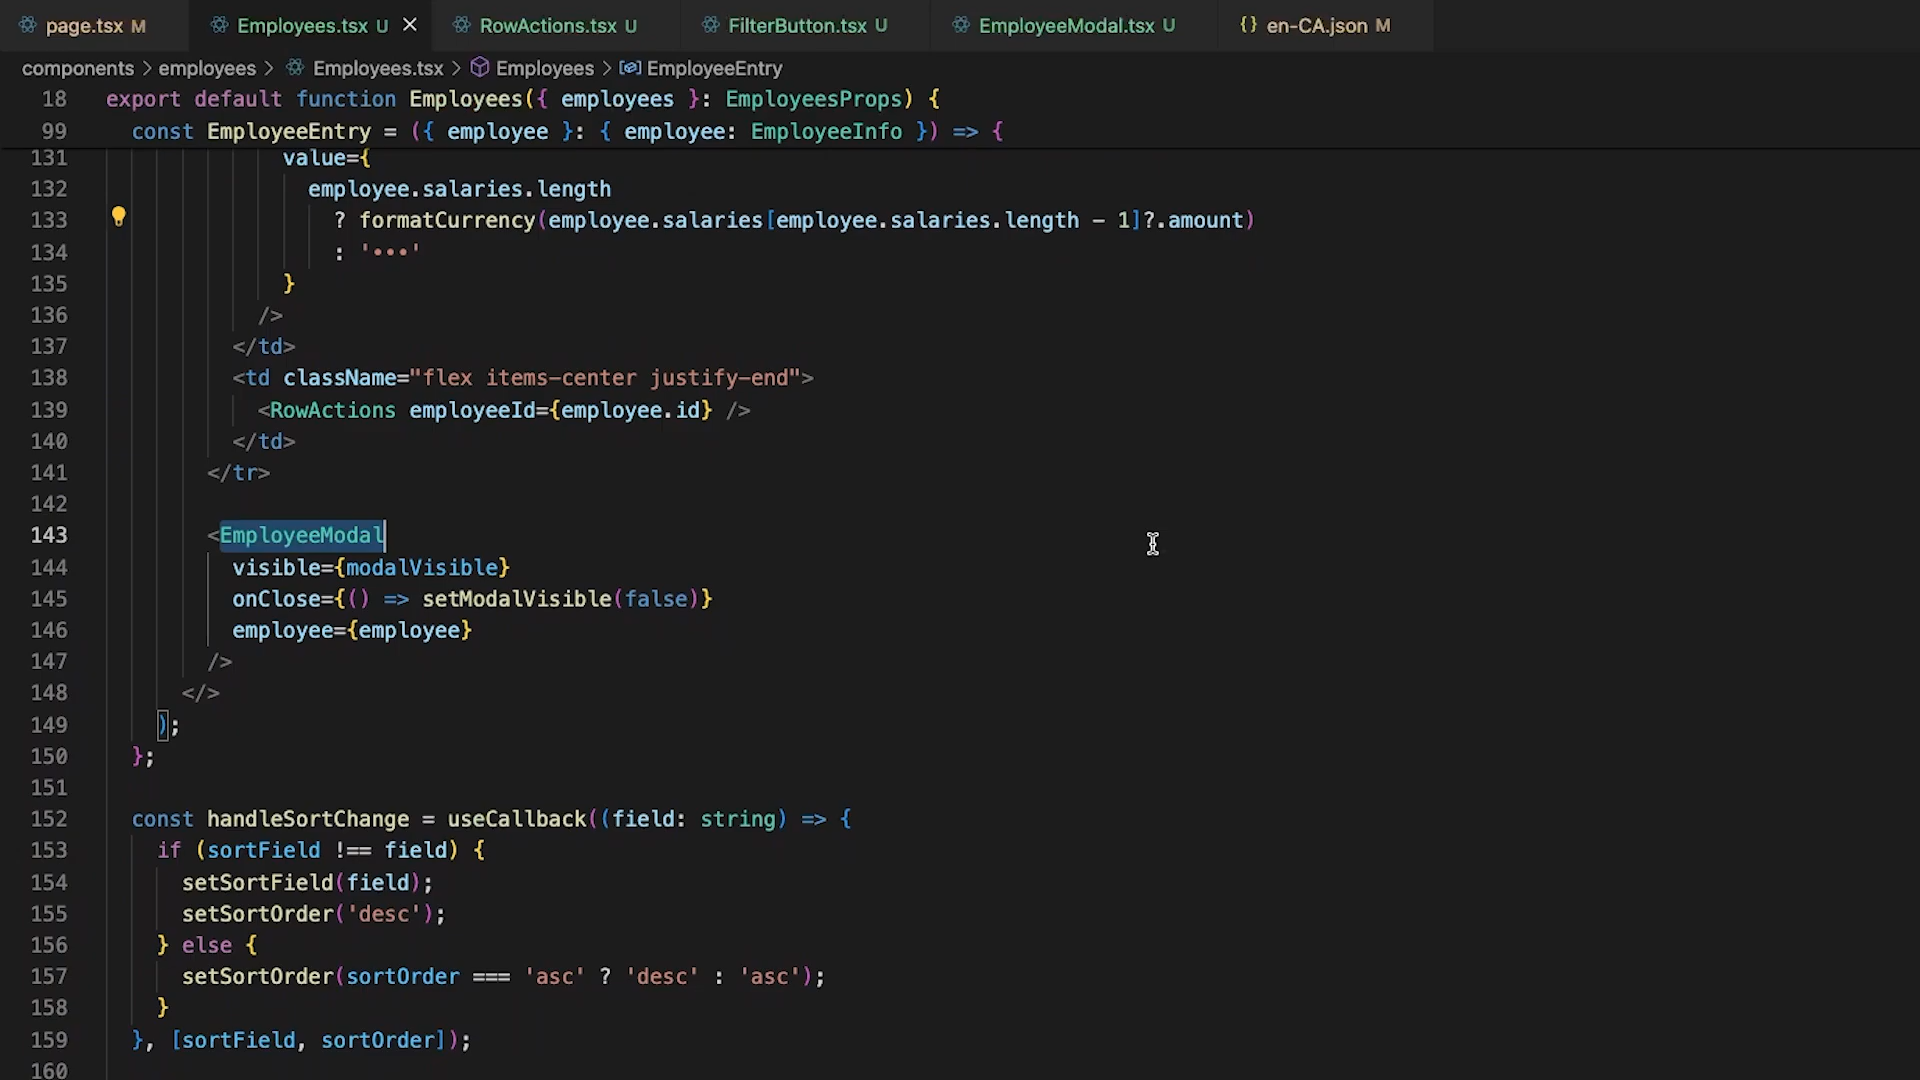 page.tsx M Employees.tsx U RowActions.tsx U FilterButton.tsx U EmployeeModal.tsx U {} en-CA.json M
components > employees > Employees.tsx > Employees > EmployeeEntry
18 export default function Employees({ employees }: EmployeesProps) {
99 const EmployeeEntry = ({ employee }: { employee: EmployeeInfo }) => {
131 value={
132 employee.salaries.length
133 ? formatCurrency(employee.salaries[employee.salaries.length - 1]?.amount)
134 : '•••'
135 }
136 />
137 </td>
138 <td className="flex items-center justify-end">
139 <RowActions employeeId={employee.id} />
140 </td>
141 </tr>
142
143 <EmployeeModal
144 visible={modalVisible}
145 onClose={() => setModalVisible(false)}
146 employee={employee}
147 />
148 </>
149 );
150 };
151
152 const handleSortChange = useCallback((field: string) => {
153 if (sortField !== field) {
154 setSortField(field);
155 setSortOrder('desc');
156 } else {
157 setSortOrder(sortOrder === 'asc' ? 'desc' : 'asc');
158 }
159 }, [sortField, sortOrder]);
160